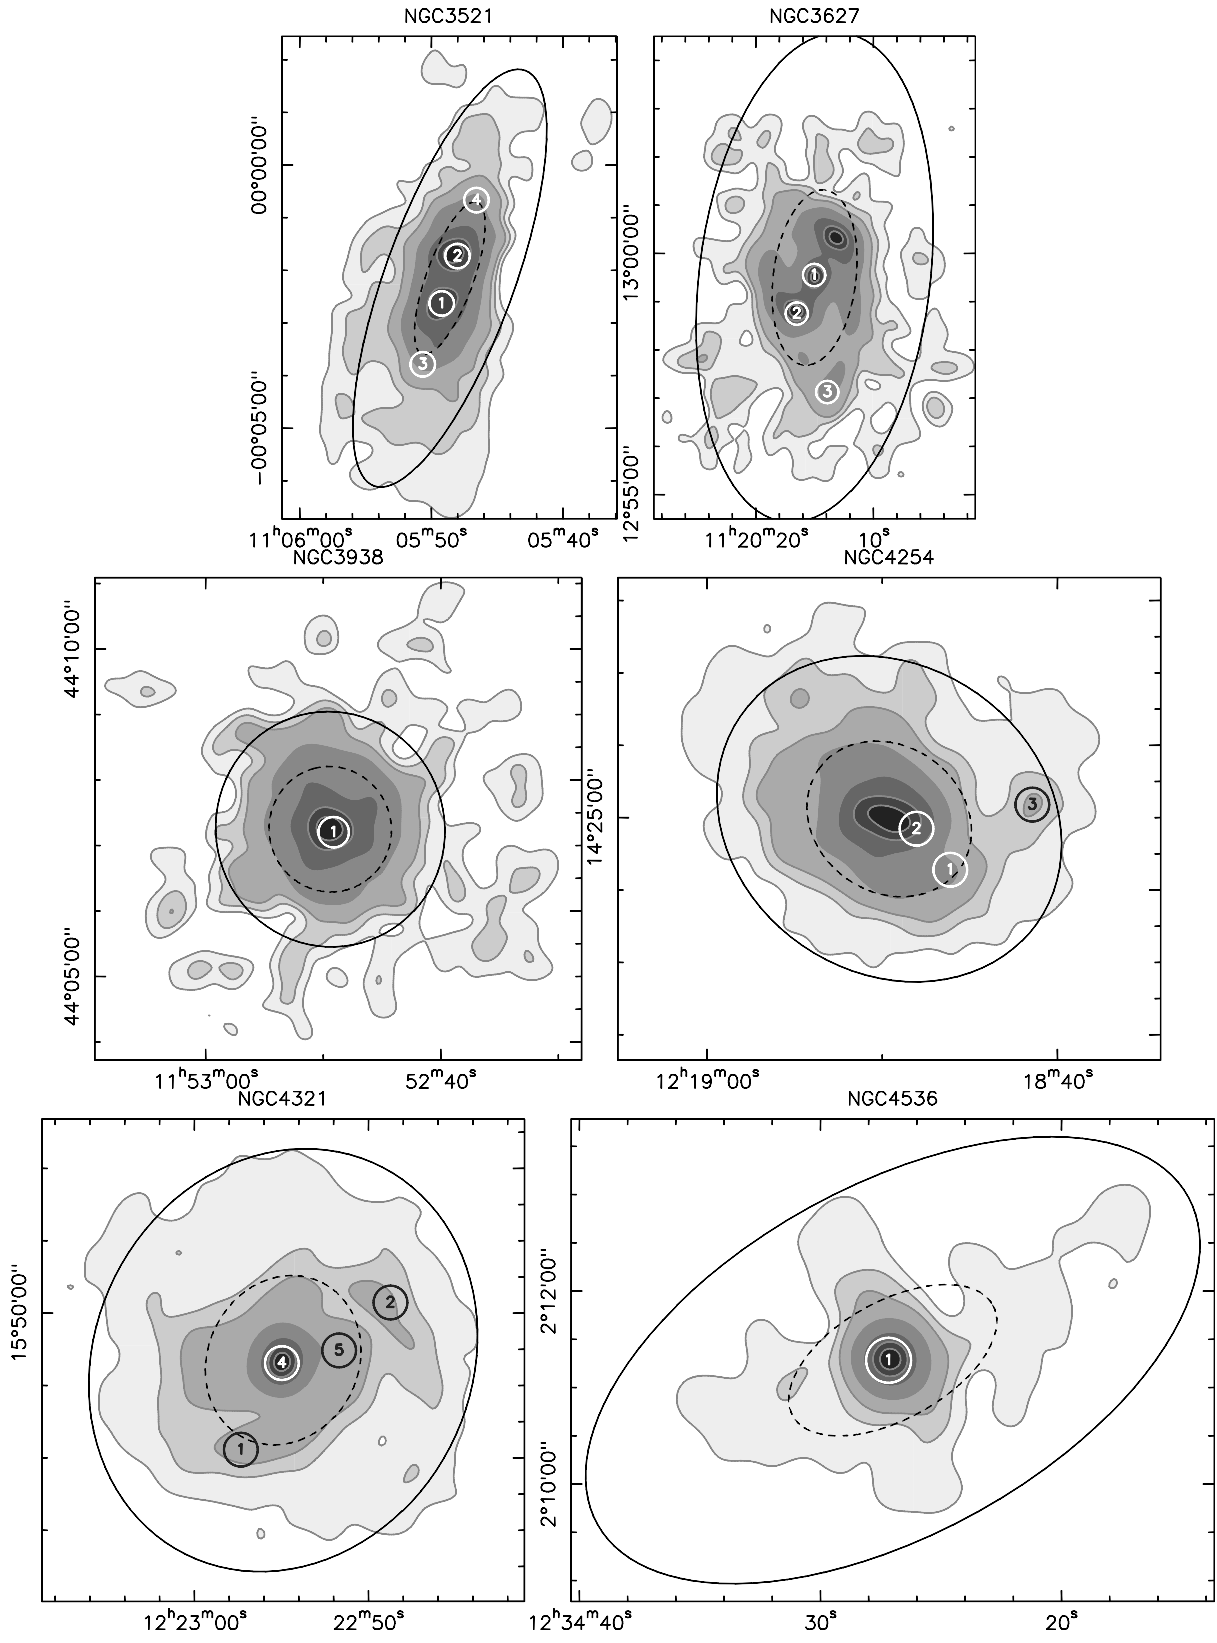 NGC3521
NGC3627
00°00'00''
−00°05'00''
4
2
1
3
11ʰ06ᵐ00ˢ
05ᵐ50ˢ
05ᵐ40ˢ
13°00'00''
12°55'00''
1
2
3
11ʰ20ᵐ20ˢ
10ˢ
NGC3938
NGC4254
44°10'00''
44°05'00''
1
11ʰ53ᵐ00ˢ
52ᵐ40ˢ
14°25'00''
3
2
1
12ʰ19ᵐ00ˢ
18ᵐ40ˢ
NGC4321
NGC4536
15°50'00''
2
5
4
1
12ʰ23ᵐ00ˢ
22ᵐ50ˢ
2°12'00''
2°10'00''
1
12ʰ34ᵐ40ˢ
30ˢ
20ˢ